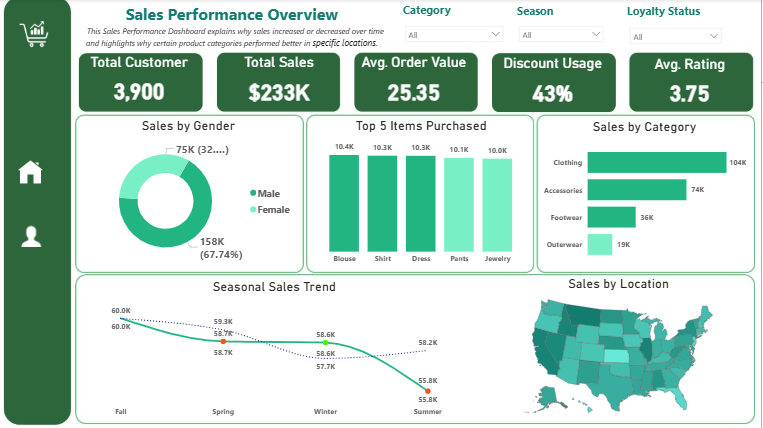 Sales Performance Overview
This Sales Performance Dashboard explains why sales increased or decreased over time
and highlights why certain product categories performed better in specific locations.
Category
All
Season
All
Loyalty Status
All
Total Customer
3,900
Total Sales
$233K
Avg. Order Value
25.35
Discount Usage
43%
Avg. Rating
3.75
Sales by Gender
75K (32....)
Male
Female
158K
(67.74%)
Top 5 Items Purchased
10.4K
10.3K
10.3K
10.1K
10.0K
Blouse
Shirt
Dress
Pants
Jewelry
Sales by Category
Clothing
104K
Accessories
74K
Footwear
36K
Outerwear
19K
Seasonal Sales Trend
60.0K
60.0K
59.3K
58.7K
58.7K
58.6K
58.6K
57.7K
58.2K
55.8K
55.8K
Fall
Spring
Winter
Summer
Sales by Location